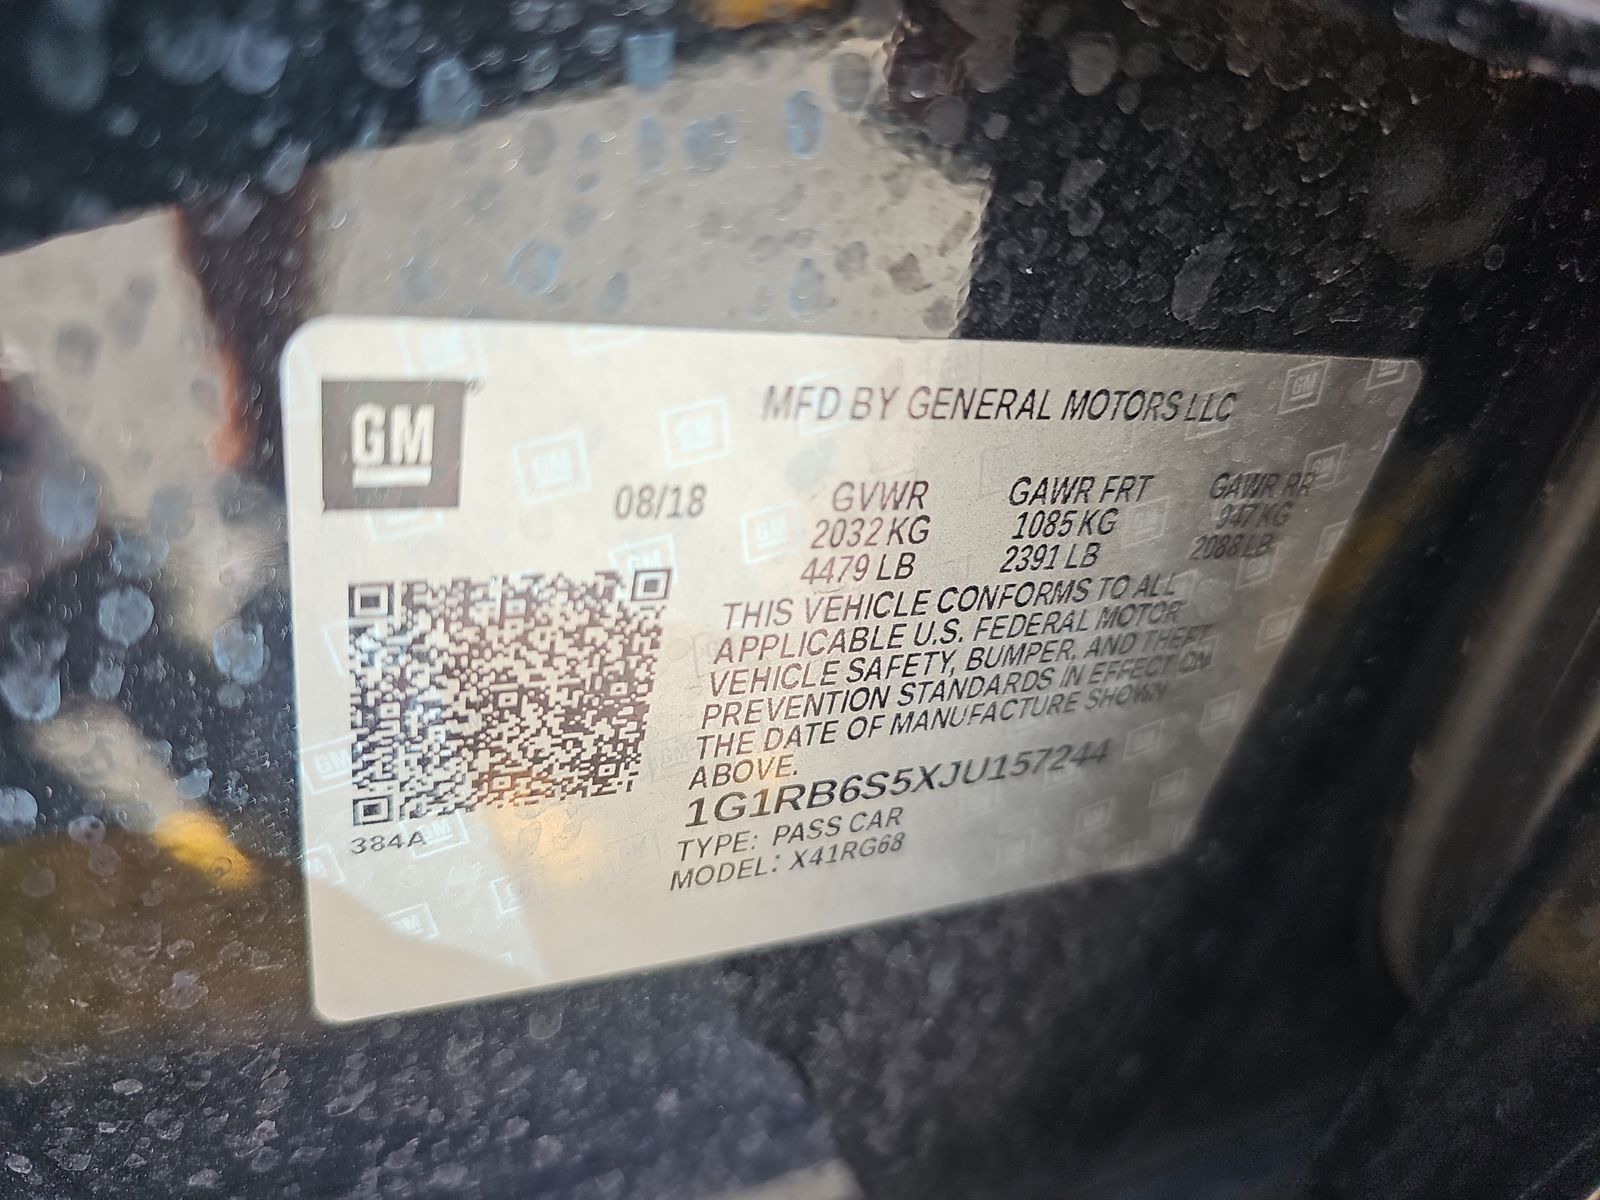 GM
MFD BY GENERAL MOTORS LLC
08/18 GVWR GAWR FRT GAWR RR
2032 KG 1085 KG 947 KG
4479 LB 2391 LB 2088 LB
THIS VEHICLE CONFORMS TO ALL
APPLICABLE U.S. FEDERAL MOTOR
VEHICLE SAFETY, BUMPER, AND THEFT
PREVENTION STANDARDS IN EFFECT ON
THE DATE OF MANUFACTURE SHOWN
ABOVE.
1G1RB6S5XJU157244
TYPE: PASS CAR
MODEL: X41RG68
384A